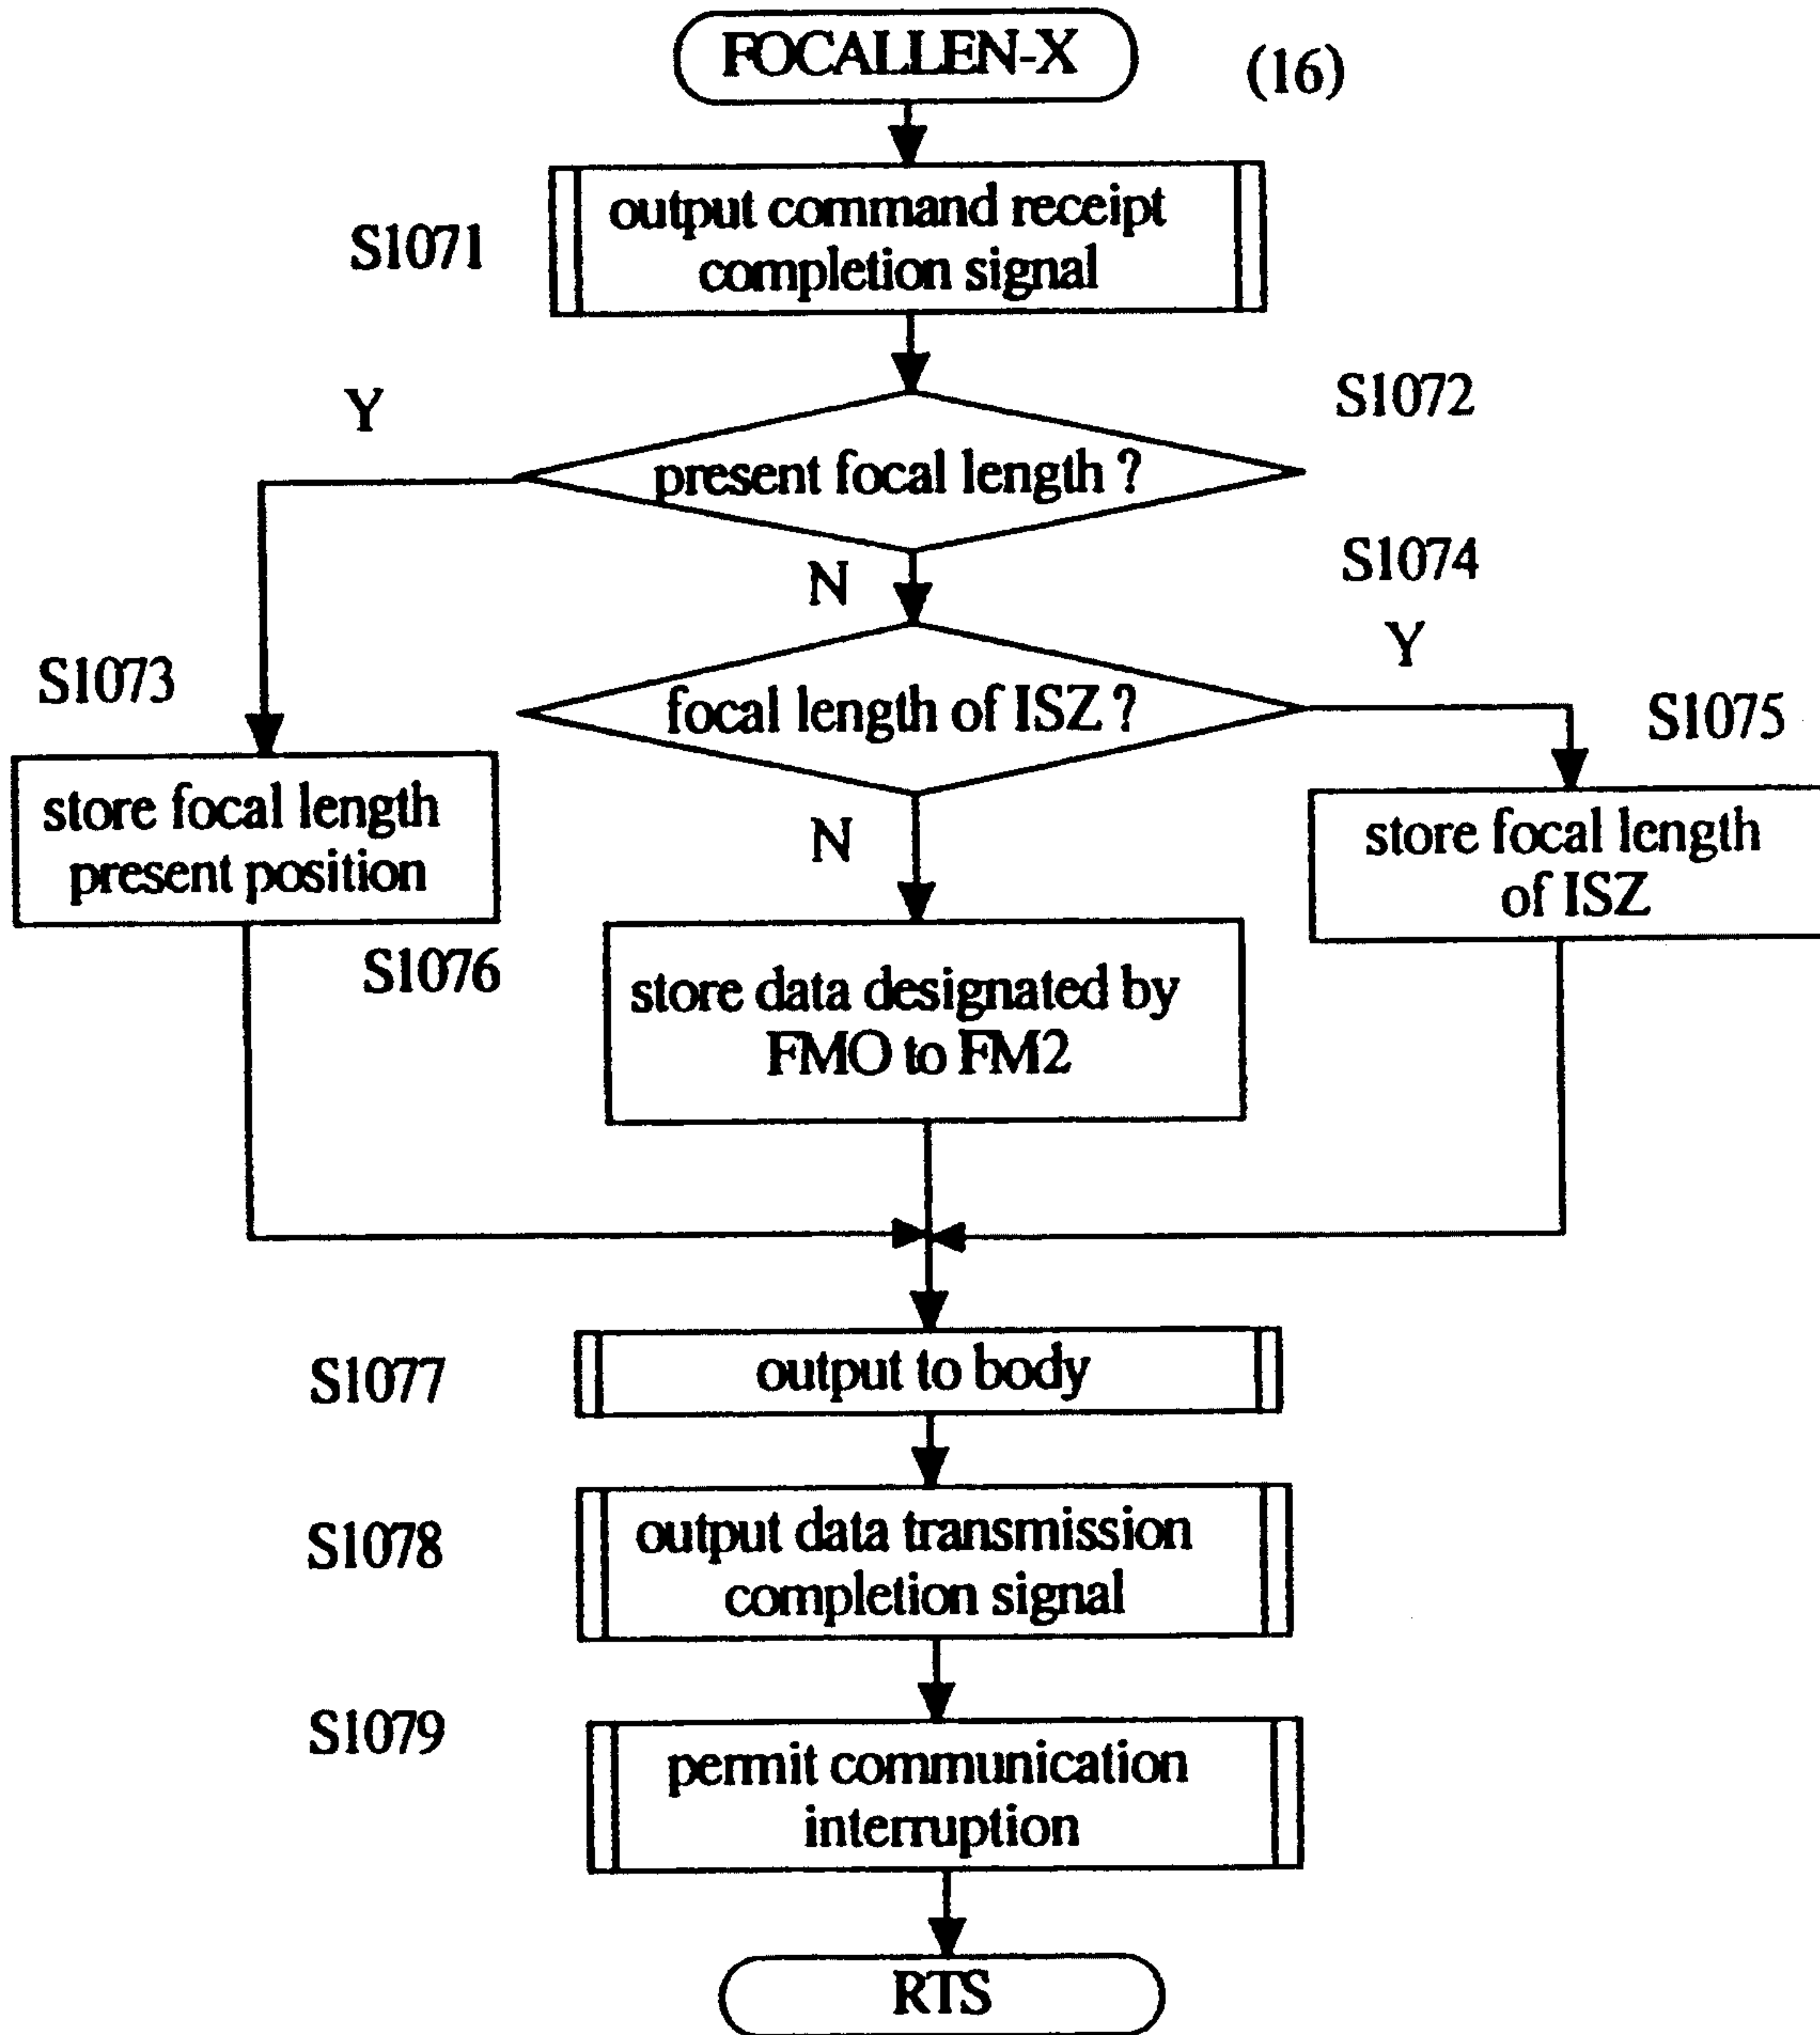 FOCALLEN-X
(16)
S1071
output command receipt
completion signal
Y
S1072
present focal length ?
N
S1074
Y
S1073
focal length of ISZ ?
S1075
store focal length
present position
N
store focal length
of ISZ
S1076
store data designated by
FMO to FM2
S1077
output to body
S1078
output data transmission
completion signal
S1079
permit communication
interruption
RTS